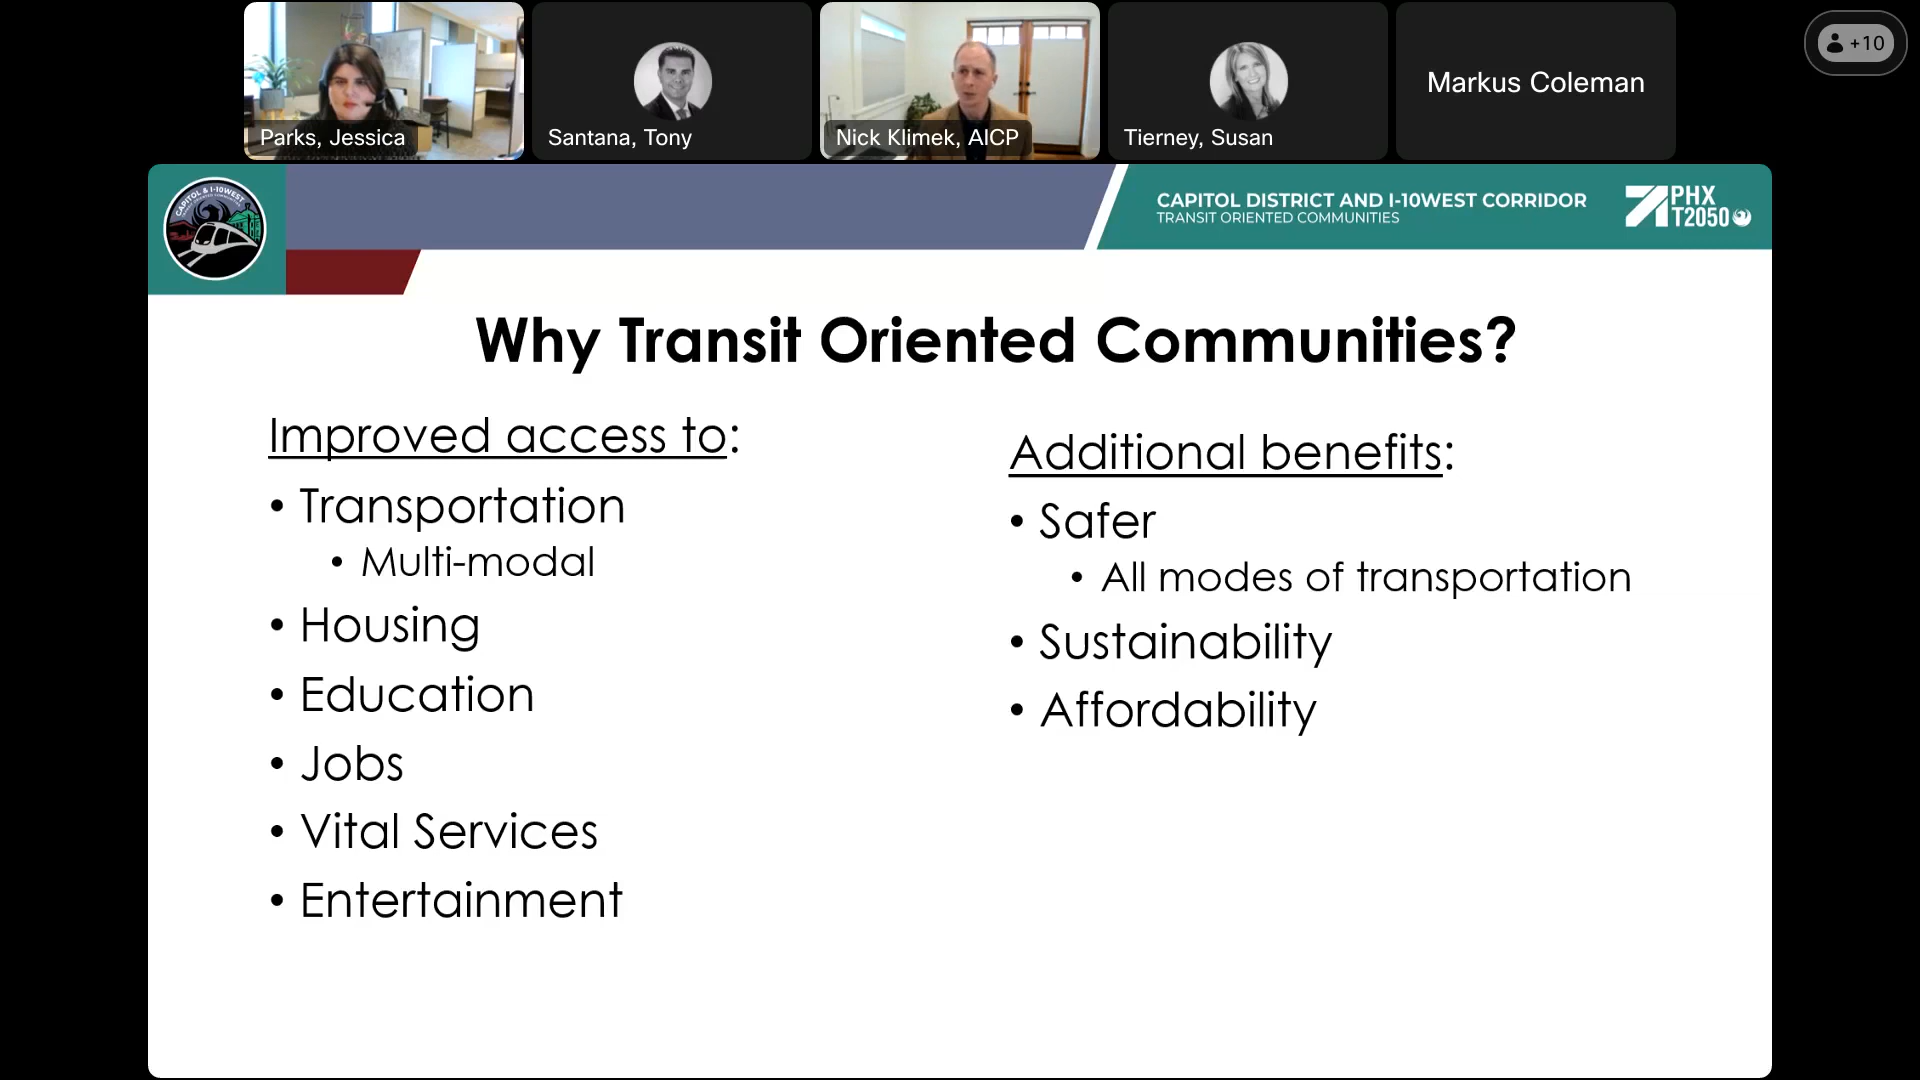 Parks, Jessica
Santana, Tony
Nick Klimek, AICP
Tierney, Susan
Markus Coleman
+10
CAPITOL & I-10WEST
CAPITOL DISTRICT AND I-10WEST CORRIDOR
TRANSIT ORIENTED COMMUNITIES
PHX
T2050
Why Transit Oriented Communities?
Improved access to:
• Transportation
• Multi-modal
• Housing
• Education
• Jobs
• Vital Services
• Entertainment
Additional benefits:
• Safer
• All modes of transportation
• Sustainability
• Affordability